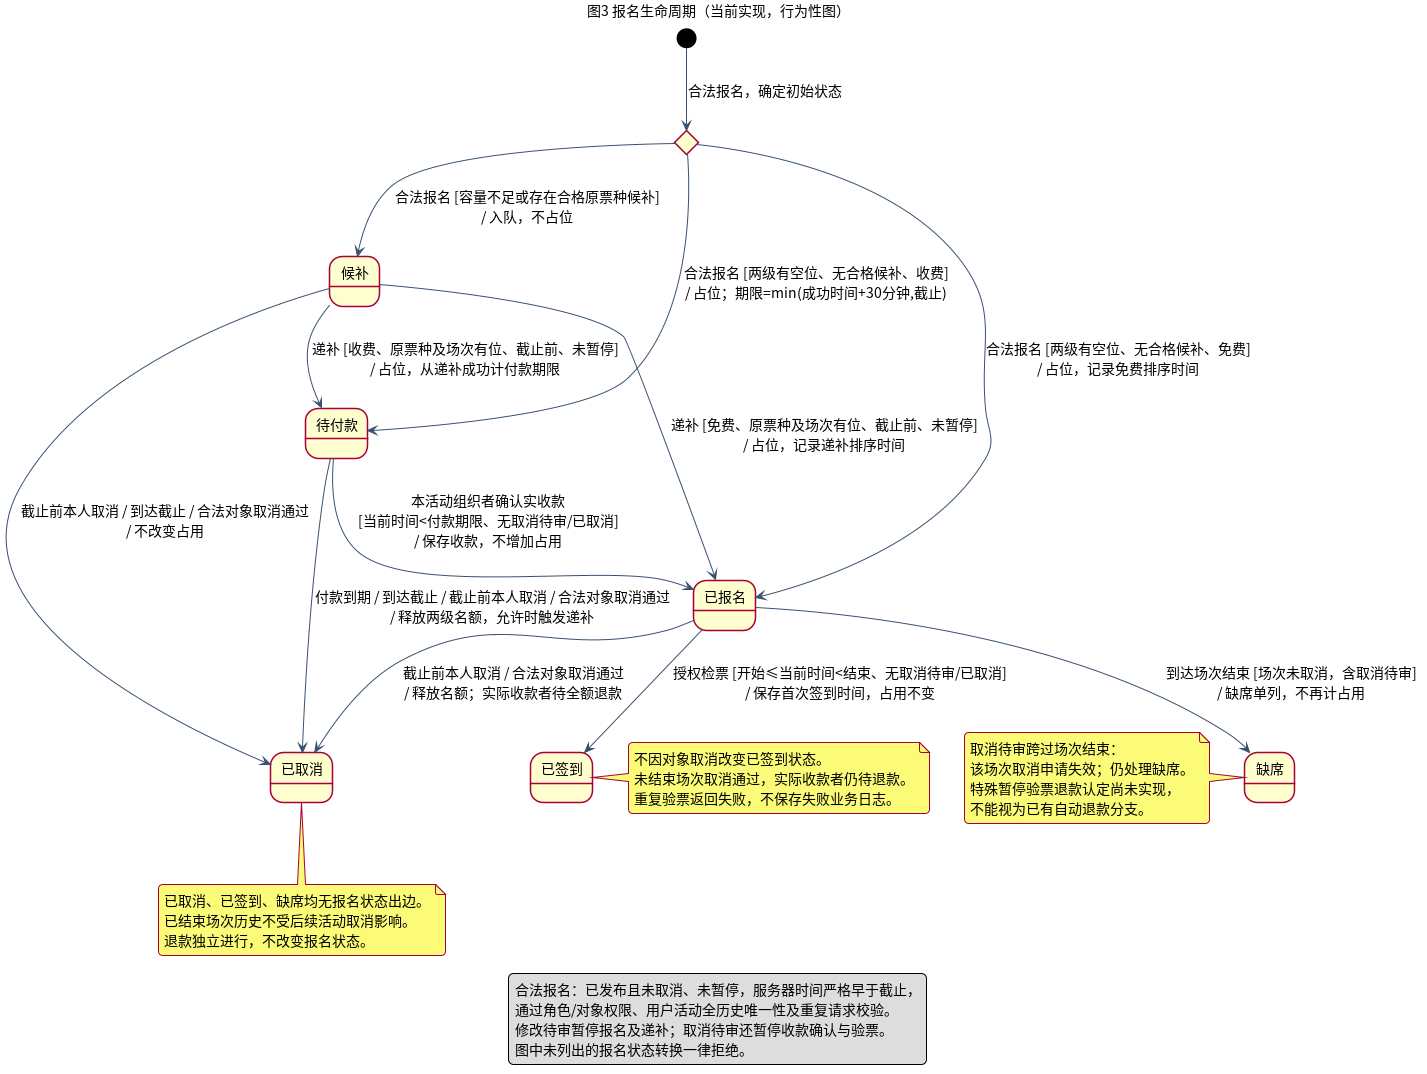 图3 报名生命周期（当前实现，行为性图）
合法报名，确定初始状态
合法报名 [容量不足或存在合格原票种候补]
/ 入队，不占位
候补
合法报名 [两级有空位、无合格候补、收费]
/ 占位；期限=min(成功时间+30分钟,截止)
递补 [收费、原票种及场次有位、截止前、未暂停]
/ 占位，从递补成功计付款期限
合法报名 [两级有空位、无合格候补、免费]
/ 占位，记录免费排序时间
待付款
递补 [免费、原票种及场次有位、截止前、未暂停]
/ 占位，记录递补排序时间
截止前本人取消 / 到达截止 / 合法对象取消通过
/ 不改变占用
本活动组织者确认实收款
[当前时间<付款期限、无取消待审/已取消]
/ 保存收款，不增加占用
付款到期 / 到达截止 / 截止前本人取消 / 合法对象取消通过
/ 释放两级名额，允许时触发递补
已报名
截止前本人取消 / 合法对象取消通过
/ 释放名额；实际收款者待全额退款
授权检票 [开始≤当前时间<结束、无取消待审/已取消]
/ 保存首次签到时间，占用不变
到达场次结束 [场次未取消，含取消待审]
/ 缺席单列，不再计占用
已取消
已签到
不因对象取消改变已签到状态。
未结束场次取消通过，实际收款者仍待退款。
重复验票返回失败，不保存失败业务日志。
取消待审跨过场次结束：
该场次取消申请失效；仍处理缺席。
特殊暂停验票退款认定尚未实现，
不能视为已有自动退款分支。
缺席
已取消、已签到、缺席均无报名状态出边。
已结束场次历史不受后续活动取消影响。
退款独立进行，不改变报名状态。
合法报名：已发布且未取消、未暂停，服务器时间严格早于截止，
通过角色/对象权限、用户活动全历史唯一性及重复请求校验。
修改待审暂停报名及递补；取消待审还暂停收款确认与验票。
图中未列出的报名状态转换一律拒绝。